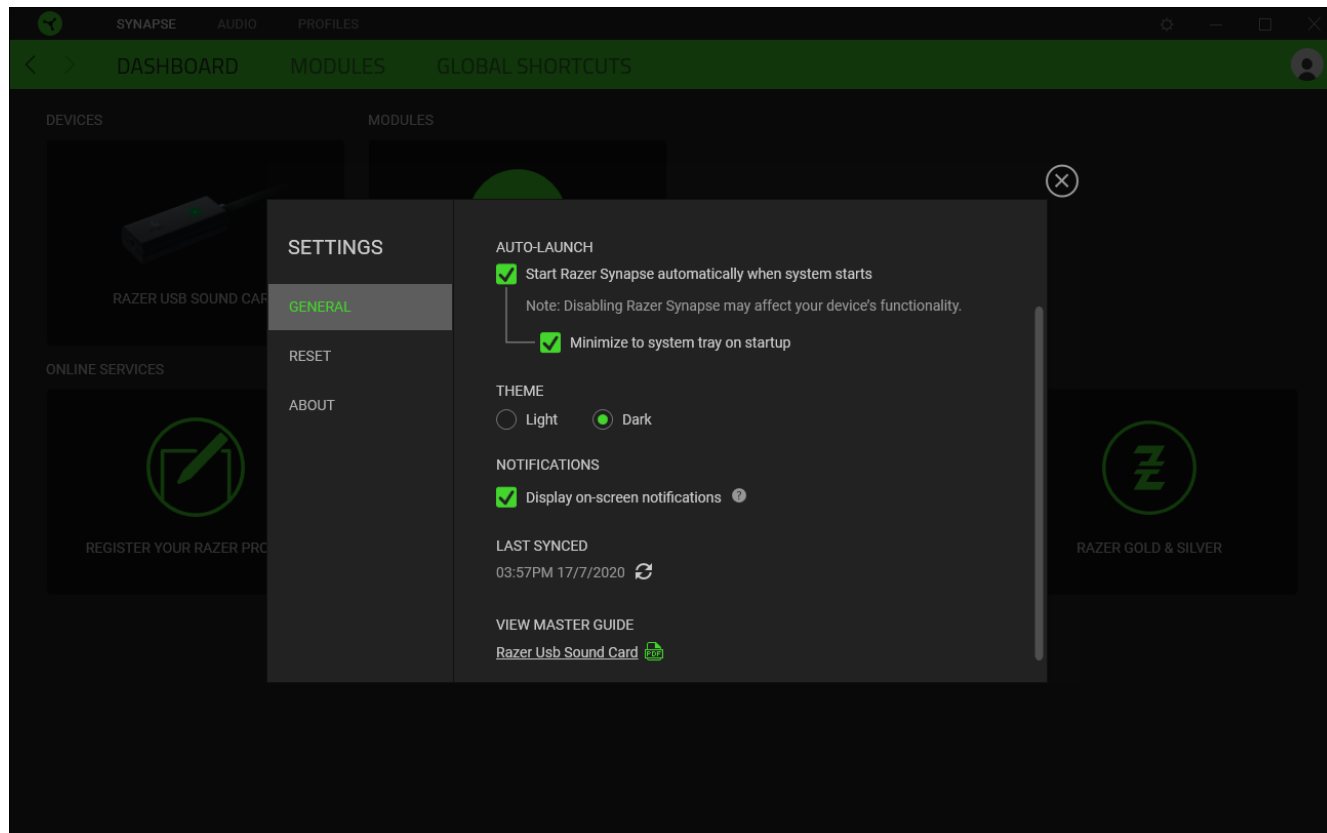 SYNAPSE AUDIO PROFILES
DASHBOARD MODULES GLOBAL SHORTCUTS
DEVICES MODULES
RAZER USB SOUND CAR
ONLINE SERVICES
REGISTER YOUR RAZER PRO
RAZER GOLD & SILVER
SETTINGS
GENERAL
RESET
ABOUT
AUTO-LAUNCH
Start Razer Synapse automatically when system starts
Note: Disabling Razer Synapse may affect your device's functionality.
Minimize to system tray on startup
THEME
Light Dark
NOTIFICATIONS
Display on-screen notifications ?
LAST SYNCED
03:57PM 17/7/2020
VIEW MASTER GUIDE
Razer Usb Sound Card PDF